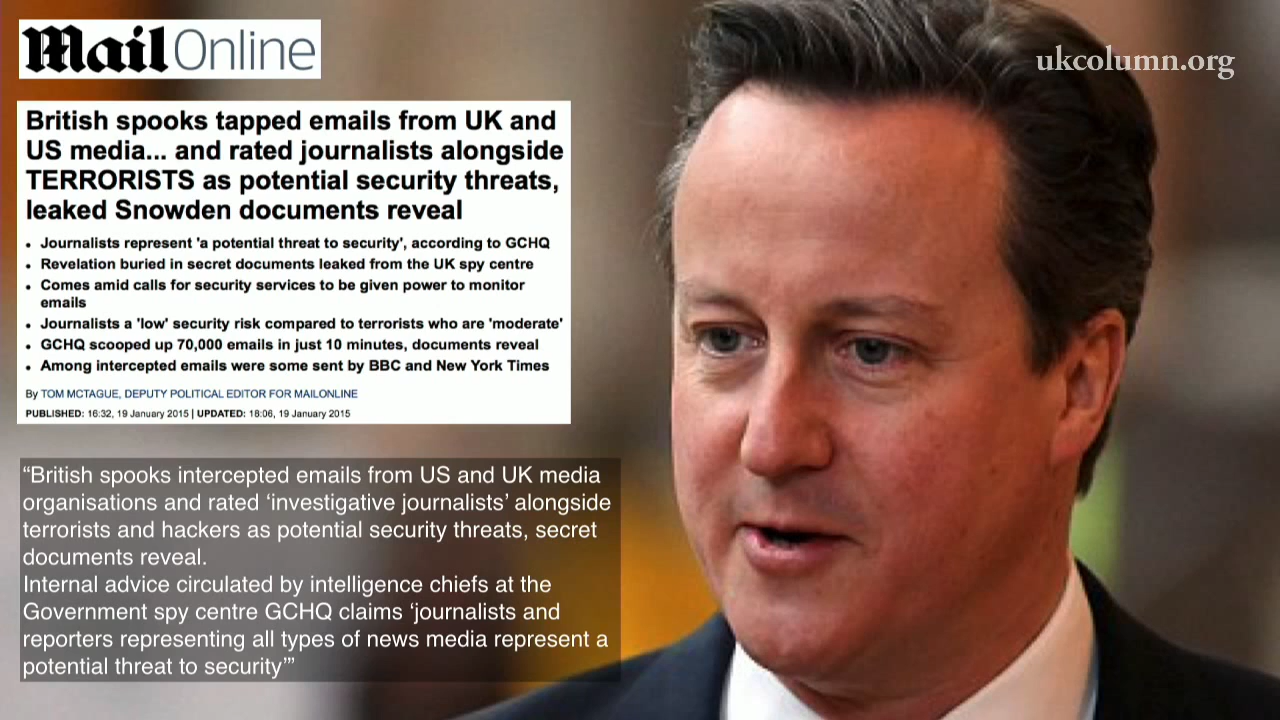 Mail Online
ukcolumn.org
British spooks tapped emails from UK and
US media... and rated journalists alongside
TERRORISTS as potential security threats,
leaked Snowden documents reveal
• Journalists represent 'a potential threat to security', according to GCHQ
• Revelation buried in secret documents leaked from the UK spy centre
• Comes amid calls for security services to be given power to monitor
emails
• Journalists a 'low' security risk compared to terrorists who are 'moderate'
• GCHQ scooped up 70,000 emails in just 10 minutes, documents reveal
• Among intercepted emails were some sent by BBC and New York Times
By TOM MCTAGUE, DEPUTY POLITICAL EDITOR FOR MAILONLINE
PUBLISHED: 16:32, 19 January 2015 | UPDATED: 18:06, 19 January 2015
“British spooks intercepted emails from US and UK media
organisations and rated ‘investigative journalists’ alongside
terrorists and hackers as potential security threats, secret
documents reveal.
Internal advice circulated by intelligence chiefs at the
Government spy centre GCHQ claims ‘journalists and
reporters representing all types of news media represent a
potential threat to security’”